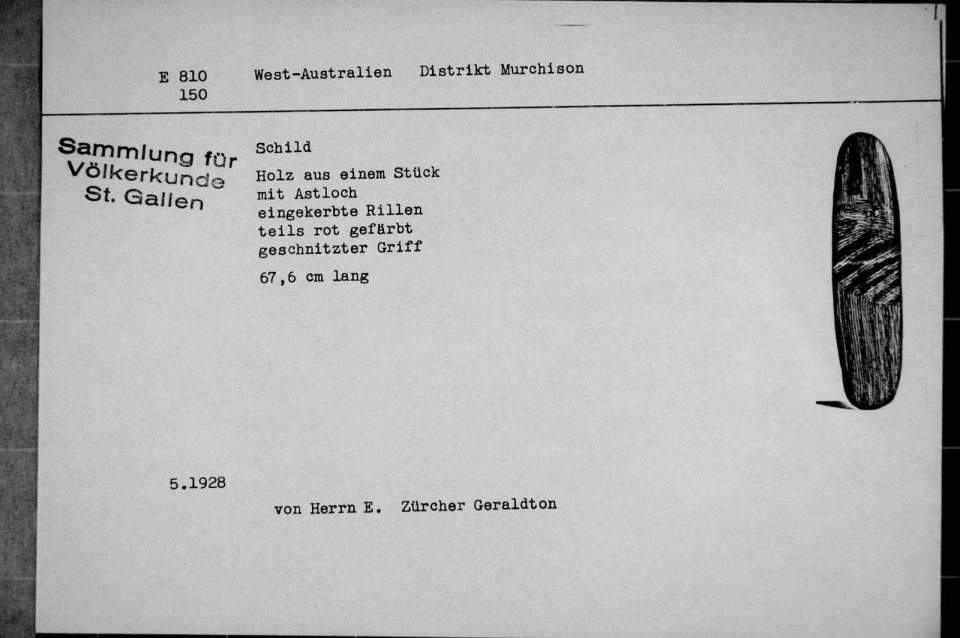 E 810 West-Australien Distrikt Murchison
150
Sammlung für
Völkerkunde
St. Gallen
Schild
Holz aus einem Stück
mit Astloch
eingekerbte Rillen
teils rot gefärbt
geschnitzter Griff
67,6 cm lang
5.1928
von Herrn E. Zürcher Geraldton